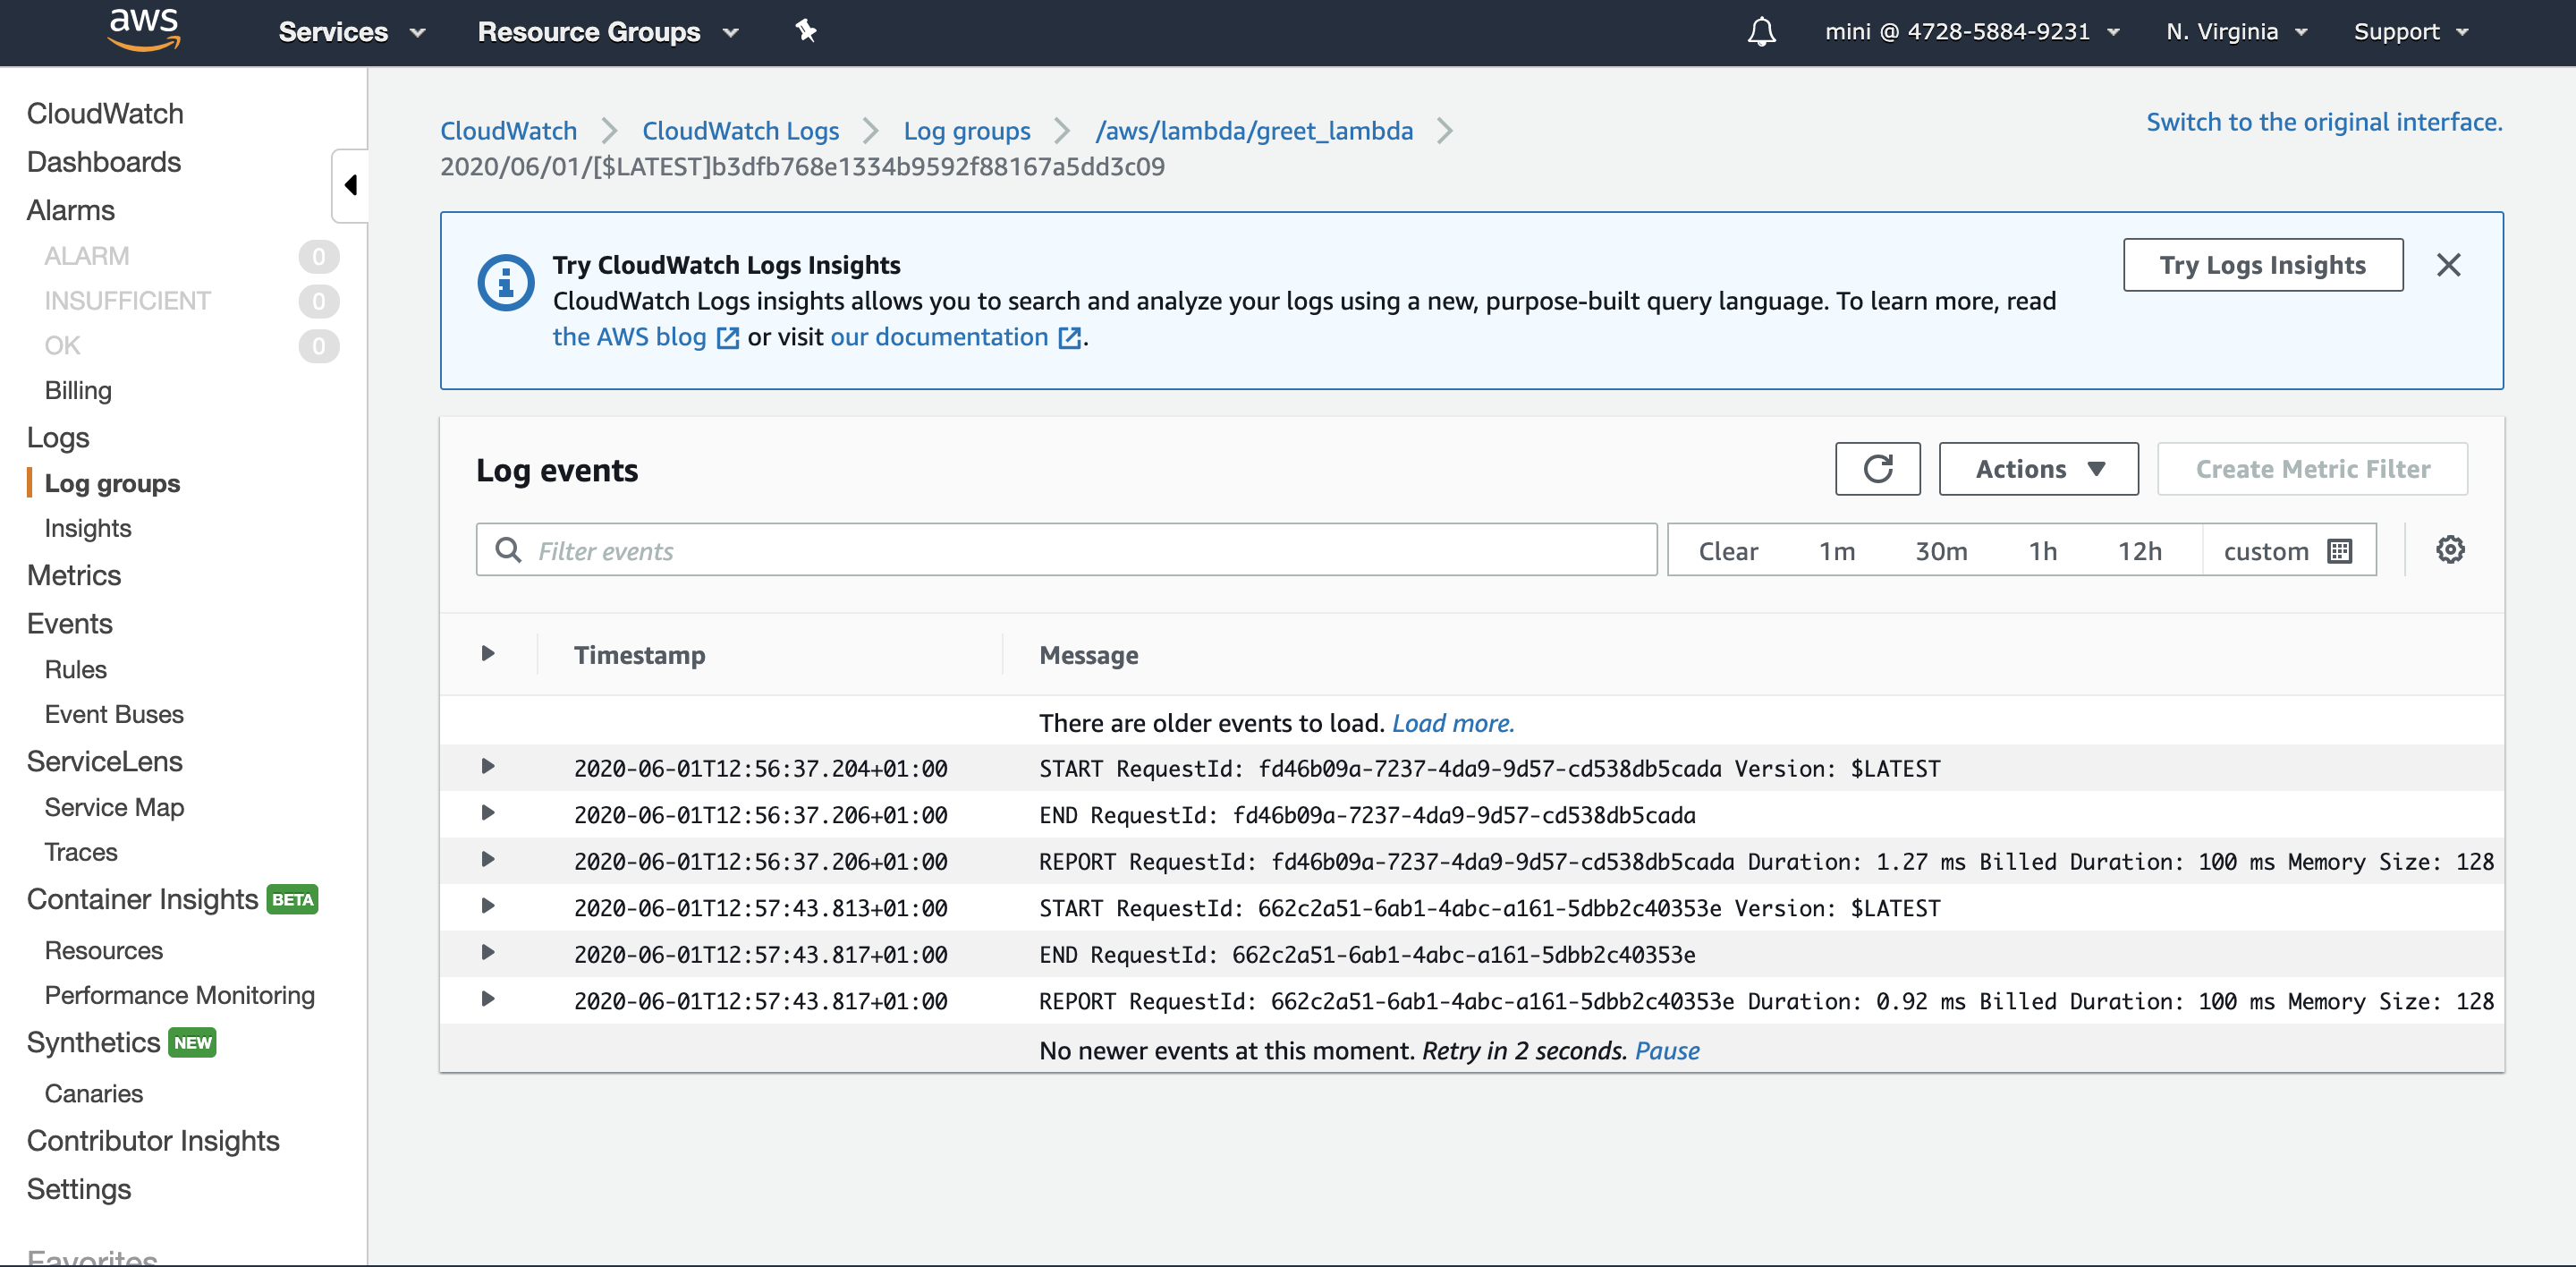 aws Services Resource Groups mini @ 4728-5884-9231 N. Virginia Support
CloudWatch
Dashboards
Alarms
ALARM 0
INSUFFICIENT 0
OK 0
Billing
Logs
Log groups
Insights
Metrics
Events
Rules
Event Buses
ServiceLens
Service Map
Traces
Container Insights BETA
Resources
Performance Monitoring
Synthetics NEW
Canaries
Contributor Insights
Settings
Favorites
CloudWatch CloudWatch Logs Log groups /aws/lambda/greet_lambda
2020/06/01/[$LATEST]b3dfb768e1334b9592f88167a5dd3c09
Switch to the original interface.
Try CloudWatch Logs Insights
CloudWatch Logs insights allows you to search and analyze your logs using a new, purpose-built query language. To learn more, read
the AWS blog or visit our documentation .
Try Logs Insights
Log events
Actions Create Metric Filter
Filter events Clear 1m 30m 1h 12h custom
Timestamp Message
There are older events to load. Load more.
2020-06-01T12:56:37.204+01:00 START RequestId: fd46b09a-7237-4da9-9d57-cd538db5cada Version: $LATEST
2020-06-01T12:56:37.206+01:00 END RequestId: fd46b09a-7237-4da9-9d57-cd538db5cada
2020-06-01T12:56:37.206+01:00 REPORT RequestId: fd46b09a-7237-4da9-9d57-cd538db5cada Duration: 1.27 ms Billed Duration: 100 ms Memory Size: 128
2020-06-01T12:57:43.813+01:00 START RequestId: 662c2a51-6ab1-4abc-a161-5dbb2c40353e Version: $LATEST
2020-06-01T12:57:43.817+01:00 END RequestId: 662c2a51-6ab1-4abc-a161-5dbb2c40353e
2020-06-01T12:57:43.817+01:00 REPORT RequestId: 662c2a51-6ab1-4abc-a161-5dbb2c40353e Duration: 0.92 ms Billed Duration: 100 ms Memory Size: 128
No newer events at this moment. Retry in 2 seconds. Pause